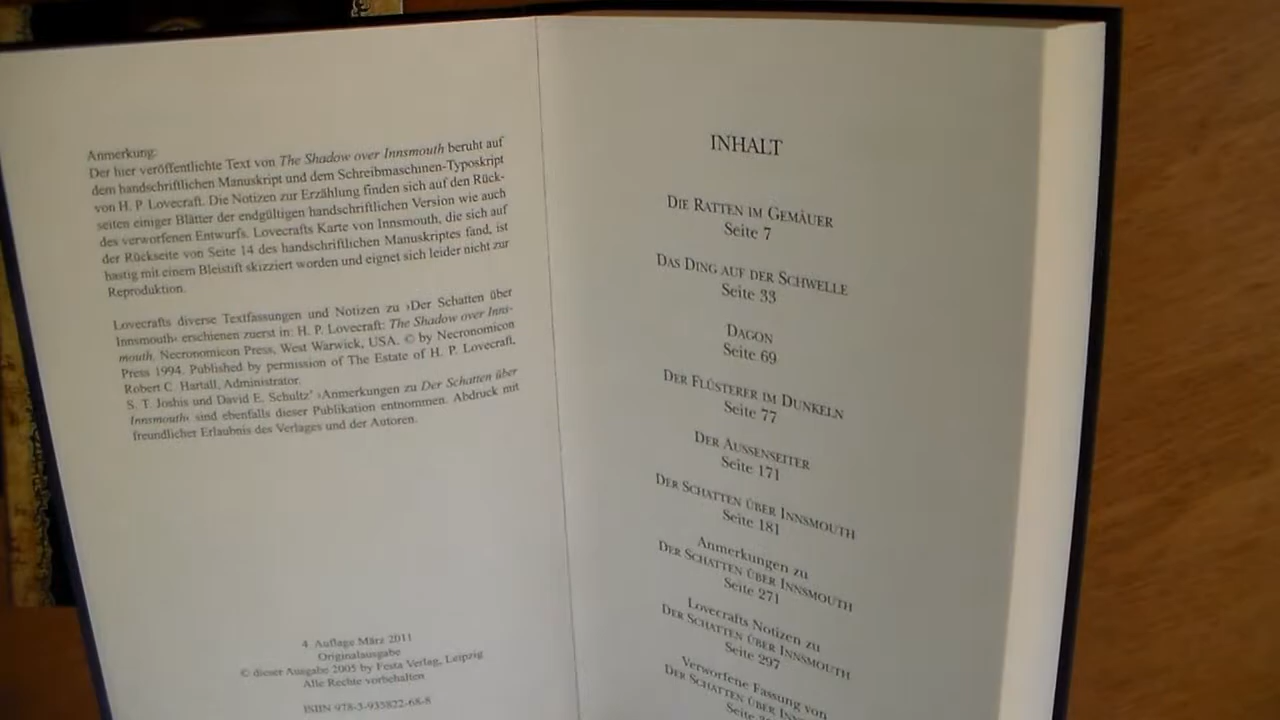 Anmerkung:
Der hier veröffentlichte Text von The Shadow over Innsmouth beruht auf
dem handschriftlichen Manuskript und dem Schreibmaschinen-Typoskript
von H. P. Lovecraft. Die Notizen zur Erzählung finden sich auf den Rück-
seiten einiger Blätter der endgültigen handschriftlichen Version wie auch
des verworfenen Entwurfs. Lovecrafts Karte von Innsmouth, die sich auf
der Rückseite von Seite 14 des handschriftlichen Manuskriptes fand, ist
hastig mit einem Bleistift skizziert worden und eignet sich leider nicht zur
Reproduktion.
Lovecrafts diverse Textfassungen und Notizen zu ›Der Schatten über
Innsmouth‹ erschienen zuerst in: H. P. Lovecraft: The Shadow over Inns-
mouth. Necronomicon Press, West Warwick, USA. © by Necronomicon
Press 1994. Published by permission of The Estate of H. P. Lovecraft,
Robert C. Hartall, Administrator.
S. T. Joshis und David E. Schultz' ›Anmerkungen zu Der Schatten über
Innsmouth‹ sind ebenfalls dieser Publikation entnommen. Abdruck mit
freundlicher Erlaubnis des Verlages und der Autoren.
4. Auflage März 2011
Originalausgabe
© dieser Ausgabe 2005 by Festa Verlag, Leipzig
Alle Rechte vorbehalten
ISBN 978-3-935822-68-8
INHALT
DIE RATTEN IM GEMÄUER
Seite 7
DAS DING AUF DER SCHWELLE
Seite 33
DAGON
Seite 69
DER FLÜSTERER IM DUNKELN
Seite 77
DER AUSSENSEITER
Seite 171
DER SCHATTEN ÜBER INNSMOUTH
Seite 181
Anmerkungen zu
DER SCHATTEN ÜBER INNSMOUTH
Seite 271
Lovecrafts Notizen zu
DER SCHATTEN ÜBER INNSMOUTH
Seite 297
Verworfene Fassung von
DER SCHATTEN ÜBER